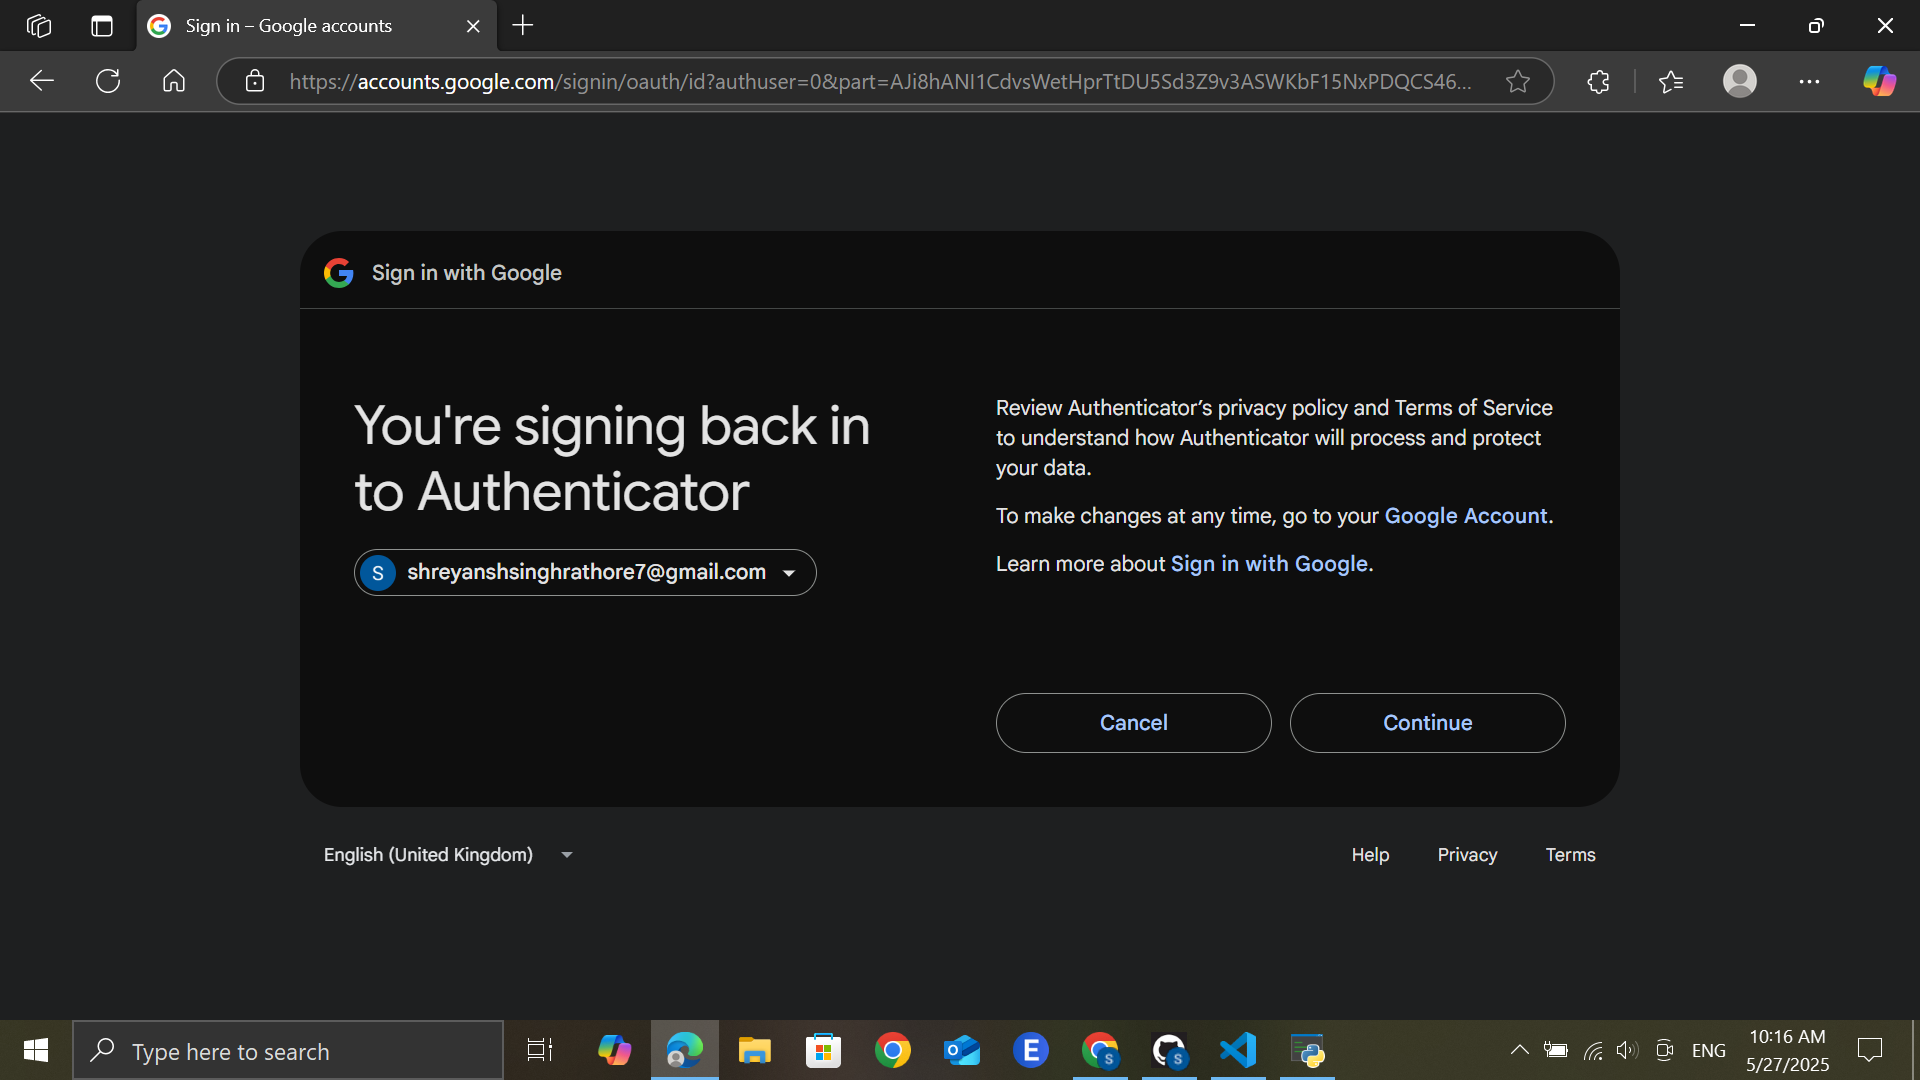 Sign in – Google accounts
https://accounts.google.com/signin/oauth/id?authuser=0&part=AJi8hANI1CdvsWetHprTtDU5Sd3Z9v3ASWKbF15NxPDQCS46...
Sign in with Google
You're signing back in
to Authenticator
S shreyanshsinghrathore7@gmail.com
Review Authenticator’s privacy policy and Terms of Service
to understand how Authenticator will process and protect
your data.
To make changes at any time, go to your Google Account.
Learn more about Sign in with Google.
Cancel Continue
English (United Kingdom)
Help Privacy Terms
Type here to search
E
S
S
ENG
10:16 AM
5/27/2025